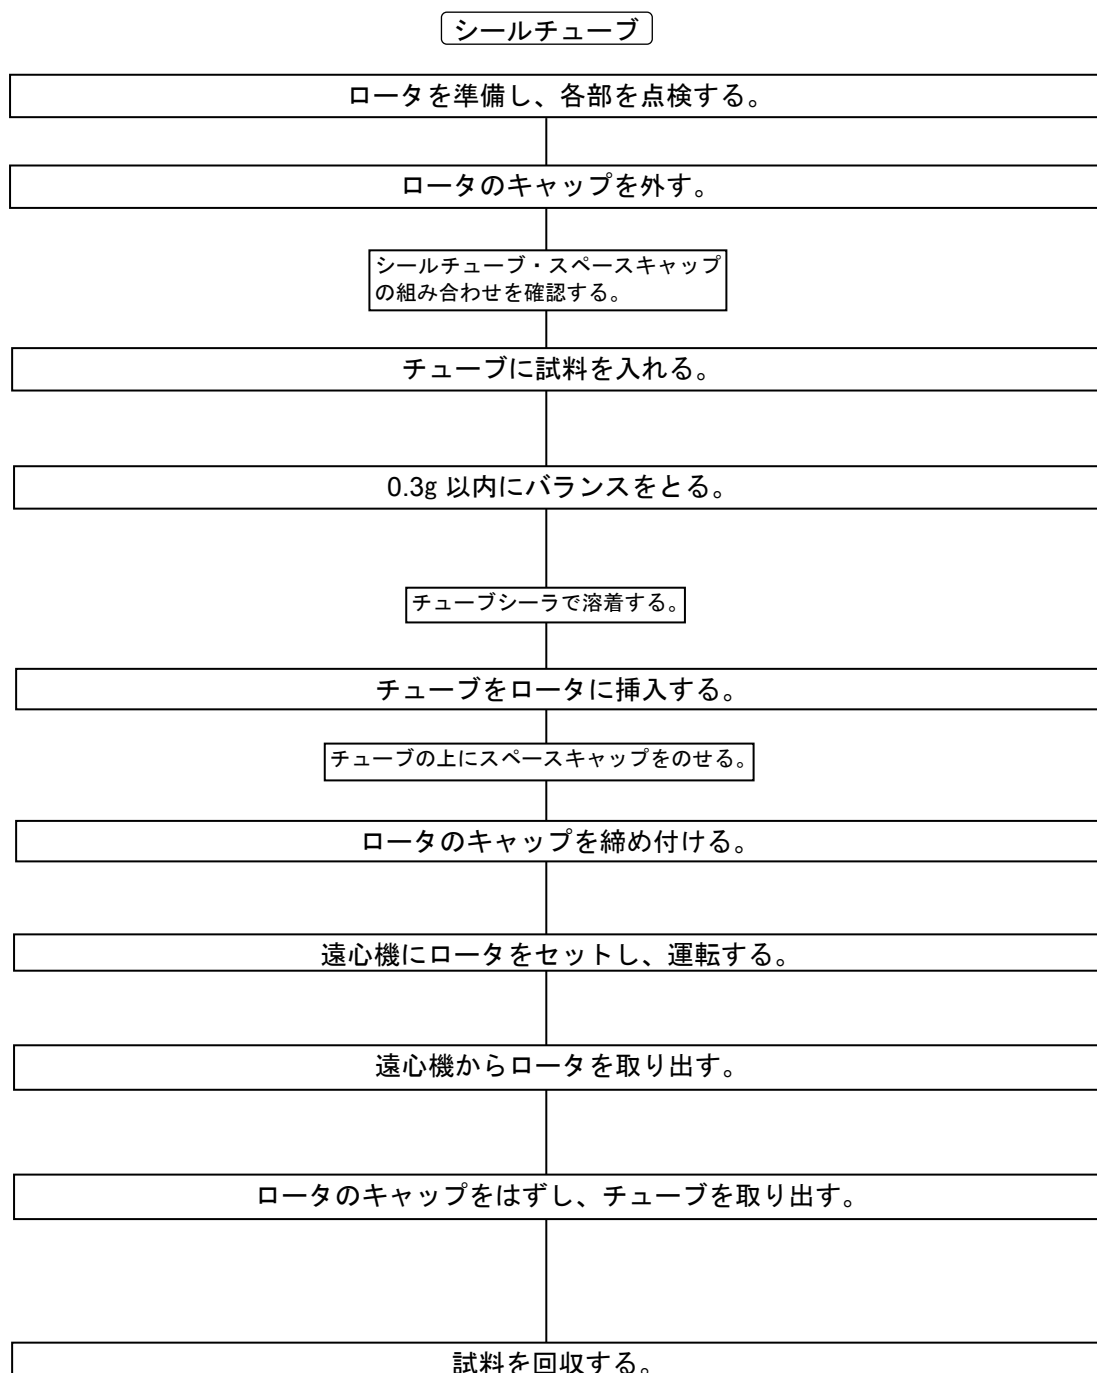 シールチューブ
ロータを準備し、各部を点検する。
ロータのキャップを外す。
シールチューブ・スペースキャップ
の組み合わせを確認する。
チューブに試料を入れる。
0.3g 以内にバランスをとる。
チューブシーラで溶着する。
チューブをロータに挿入する。
チューブの上にスペースキャップをのせる。
ロータのキャップを締め付ける。
遠心機にロータをセットし、運転する。
遠心機からロータを取り出す。
ロータのキャップをはずし、チューブを取り出す。
試料を回収する。